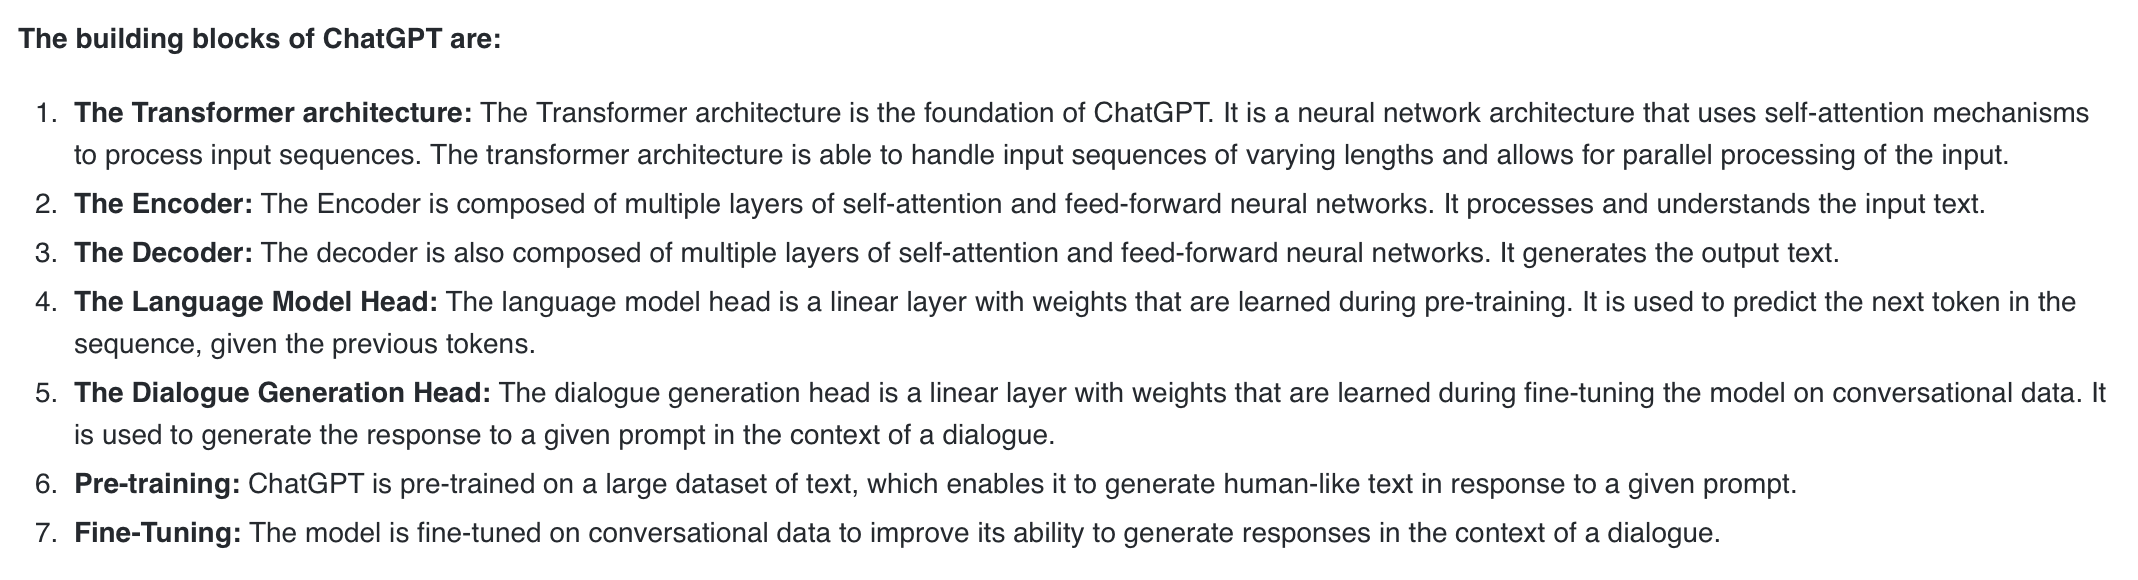 The building blocks of ChatGPT are:
1. The Transformer architecture: The Transformer architecture is the foundation of ChatGPT. It is a neural network architecture that uses self-attention mechanisms
to process input sequences. The transformer architecture is able to handle input sequences of varying lengths and allows for parallel processing of the input.
2. The Encoder: The Encoder is composed of multiple layers of self-attention and feed-forward neural networks. It processes and understands the input text.
3. The Decoder: The decoder is also composed of multiple layers of self-attention and feed-forward neural networks. It generates the output text.
4. The Language Model Head: The language model head is a linear layer with weights that are learned during pre-training. It is used to predict the next token in the
sequence, given the previous tokens.
5. The Dialogue Generation Head: The dialogue generation head is a linear layer with weights that are learned during fine-tuning the model on conversational data. It
is used to generate the response to a given prompt in the context of a dialogue.
6. Pre-training: ChatGPT is pre-trained on a large dataset of text, which enables it to generate human-like text in response to a given prompt.
7. Fine-Tuning: The model is fine-tuned on conversational data to improve its ability to generate responses in the context of a dialogue.